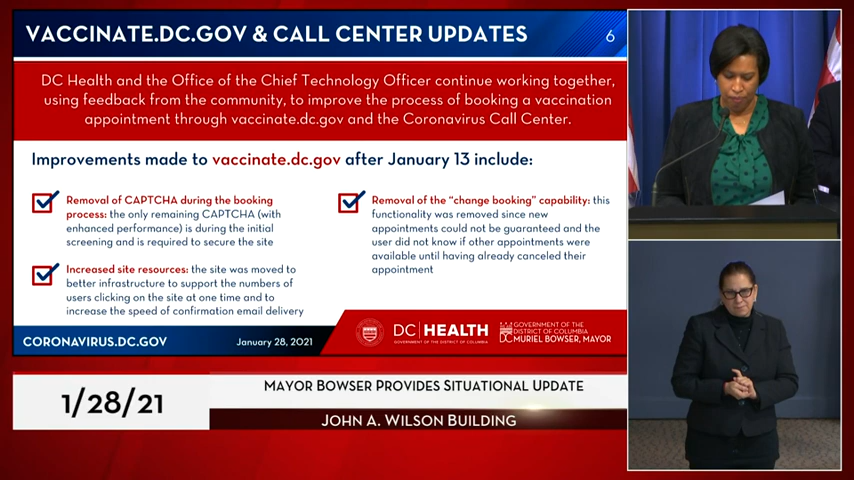 VACCINATE.DC.GOV & CALL CENTER UPDATES
6
DC Health and the Office of the Chief Technology Officer continue working together,
using feedback from the community, to improve the process of booking a vaccination
appointment through vaccinate.dc.gov and the Coronavirus Call Center.
Improvements made to vaccinate.dc.gov after January 13 include:
Removal of CAPTCHA during the booking
process: the only remaining CAPTCHA (with
enhanced performance) is during the initial
screening and is required to secure the site
Increased site resources: the site was moved to
better infrastructure to support the numbers of
users clicking on the site at one time and to
increase the speed of confirmation email delivery
Removal of the "change booking" capability: this
functionality was removed since new
appointments could not be guaranteed and the
user did not know if other appointments were
available until having already canceled their
appointment
CORONAVIRUS.DC.GOV
January 28, 2021
DC|HEALTH
GOVERNMENT OF THE DISTRICT OF COLUMBIA
GOVERNMENT OF THE
DISTRICT OF COLUMBIA
DC MURIEL BOWSER, MAYOR
1/28/21
MAYOR BOWSER PROVIDES SITUATIONAL UPDATE
JOHN A. WILSON BUILDING